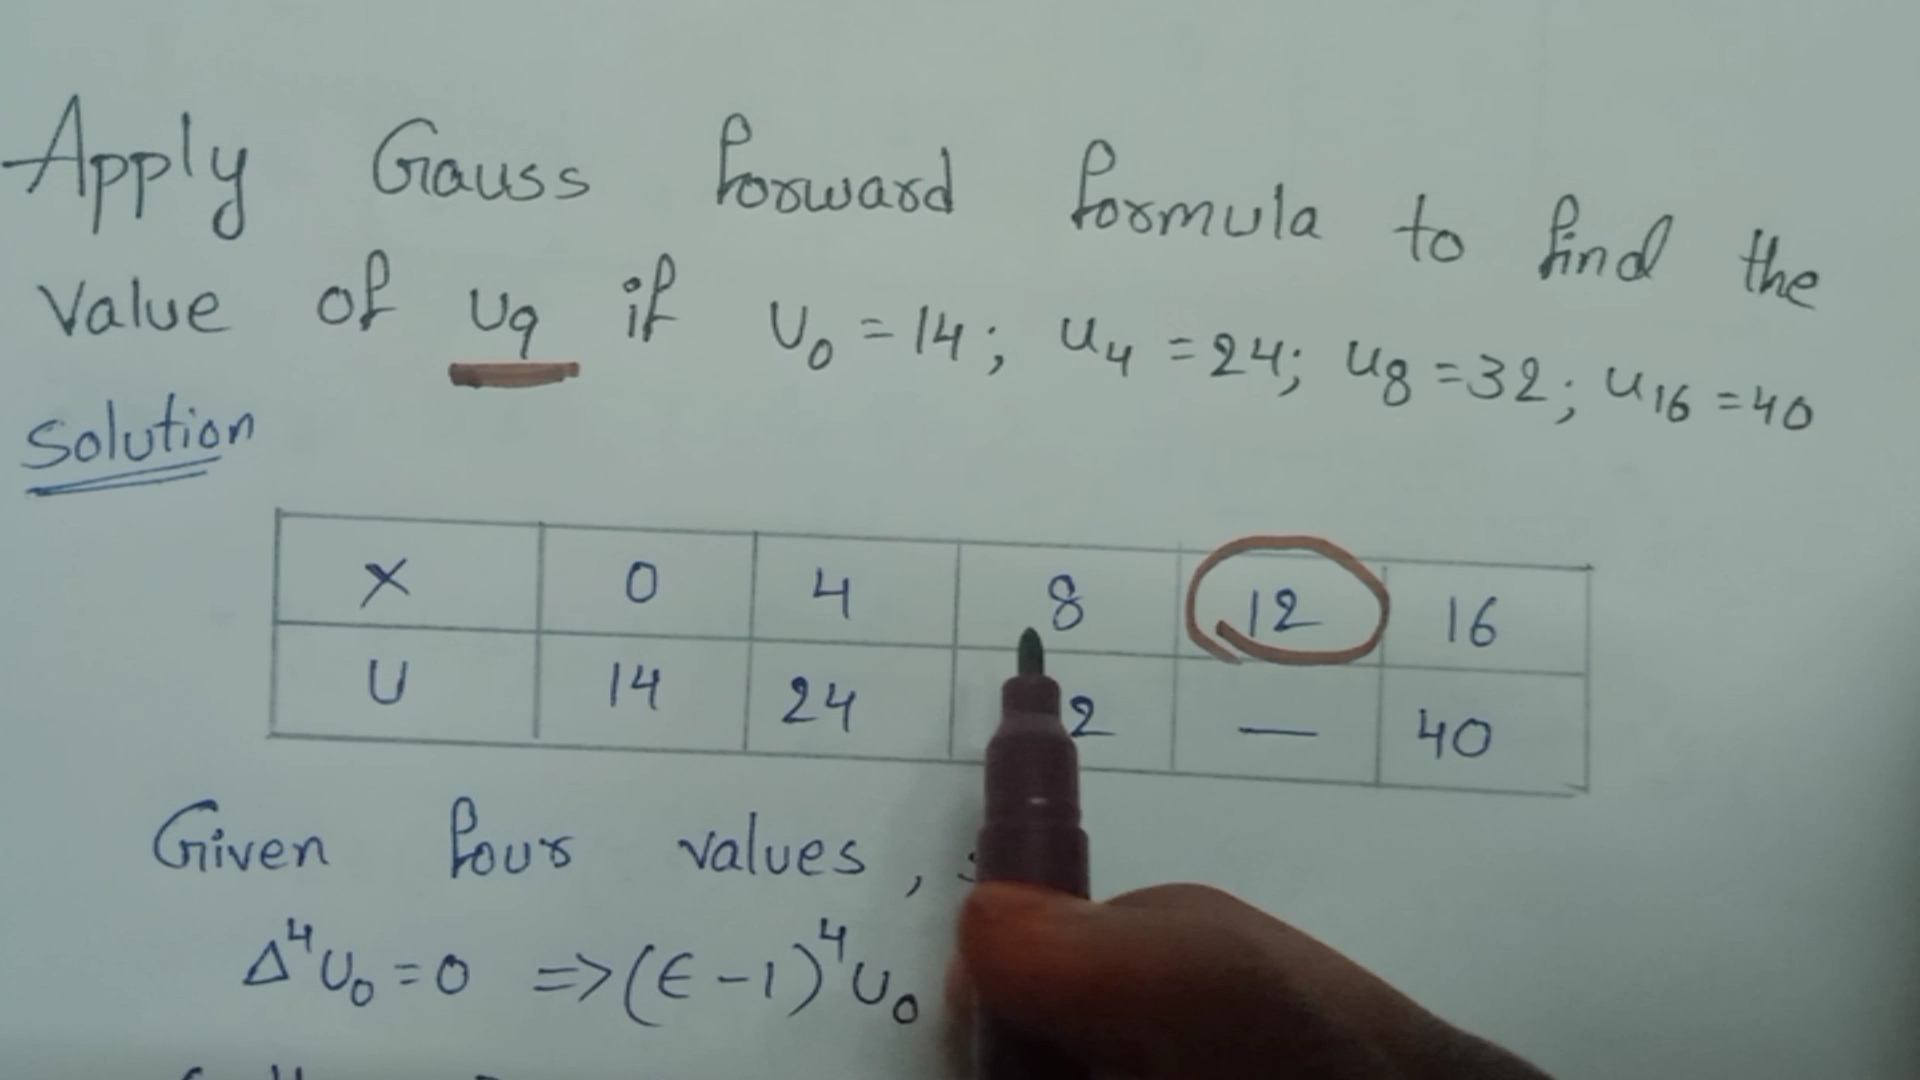 Apply Gauss forward formula to find the
value of u9 if U0 = 14; u4 = 24; u8 = 32; u16 = 40
Solution
X 0 4 8 12 16
U 14 24 2 — 40
Given four values,
Δ⁴U0 = 0 => (E - 1)⁴U0